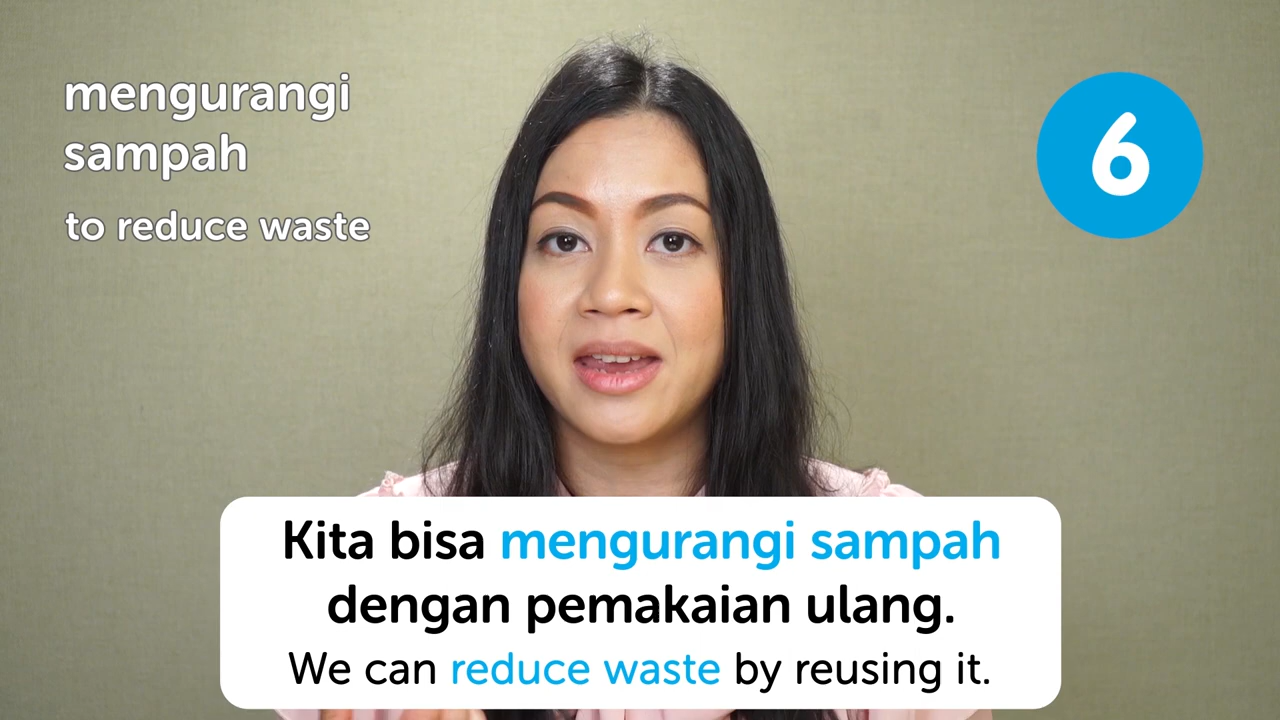 mengurangi
sampah
to reduce waste
6
Kita bisa mengurangi sampah
dengan pemakaian ulang.
We can reduce waste by reusing it.